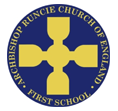 ARCHBISHOP RUNCIE CHURCH OF ENGLAND
· FIRST SCHOOL ·